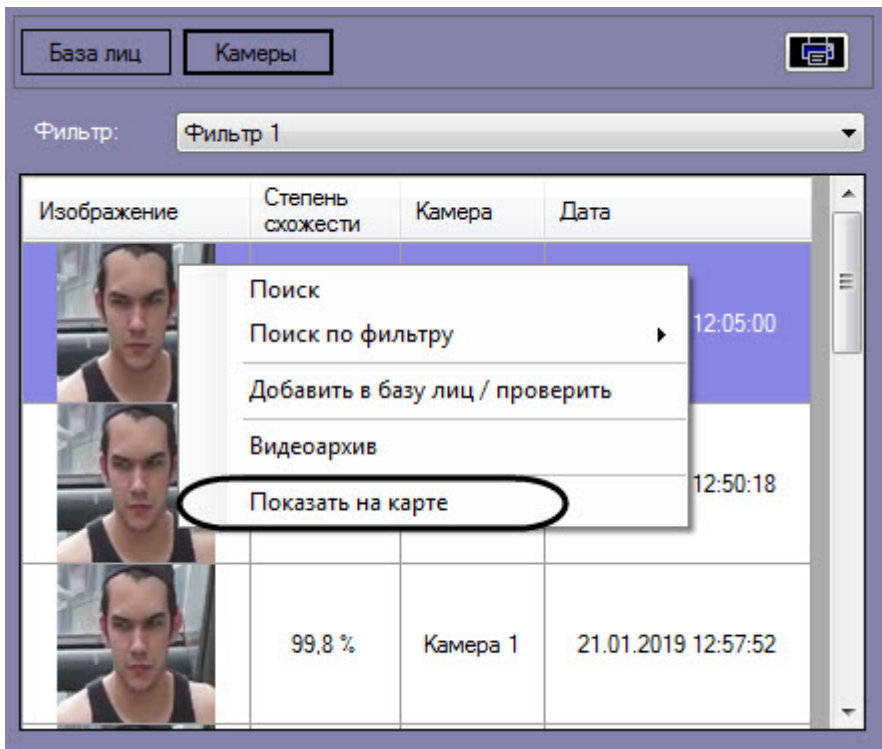 База лиц
Камеры
Фильтр:
Фильтр 1
Изображение
Степень
схожести
Камера
Дата
12:05:00
Поиск
Поиск по фильтру
Добавить в базу лиц / проверить
Видеоархив
Показать на карте
12:50:18
99,8 %
Камера 1
21.01.2019 12:57:52